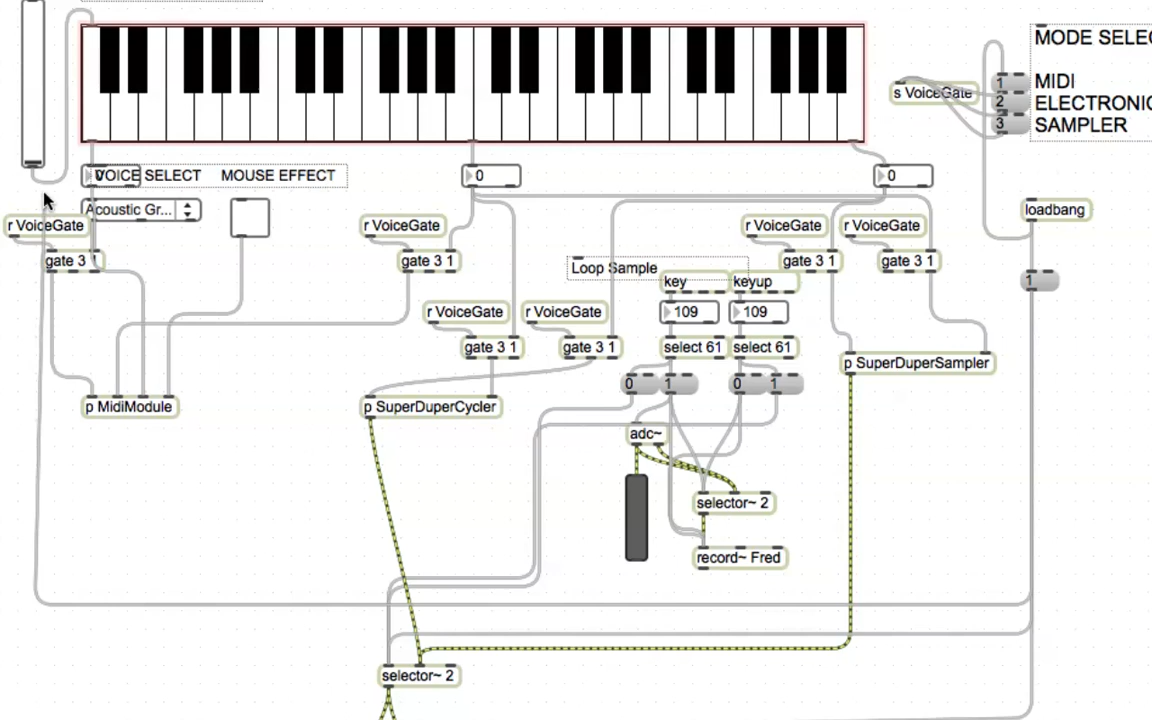 MODE SELEC
1 MIDI
s VoiceGate
2 ELECTRONIC
3 SAMPLER
0
VOICE SELECT MOUSE EFFECT
0
0
Acoustic Gr...
loadbang
r VoiceGate
r VoiceGate
r VoiceGate
r VoiceGate
gate 3 1
gate 3 1
gate 3 1
gate 3 1
Loop Sample
key
keyup
1
r VoiceGate
r VoiceGate
109
109
gate 3 1
gate 3 1
select 61
select 61
p SuperDuperSampler
0
1
0
1
p MidiModule
p SuperDuperCycler
adc~
selector~ 2
record~ Fred
selector~ 2